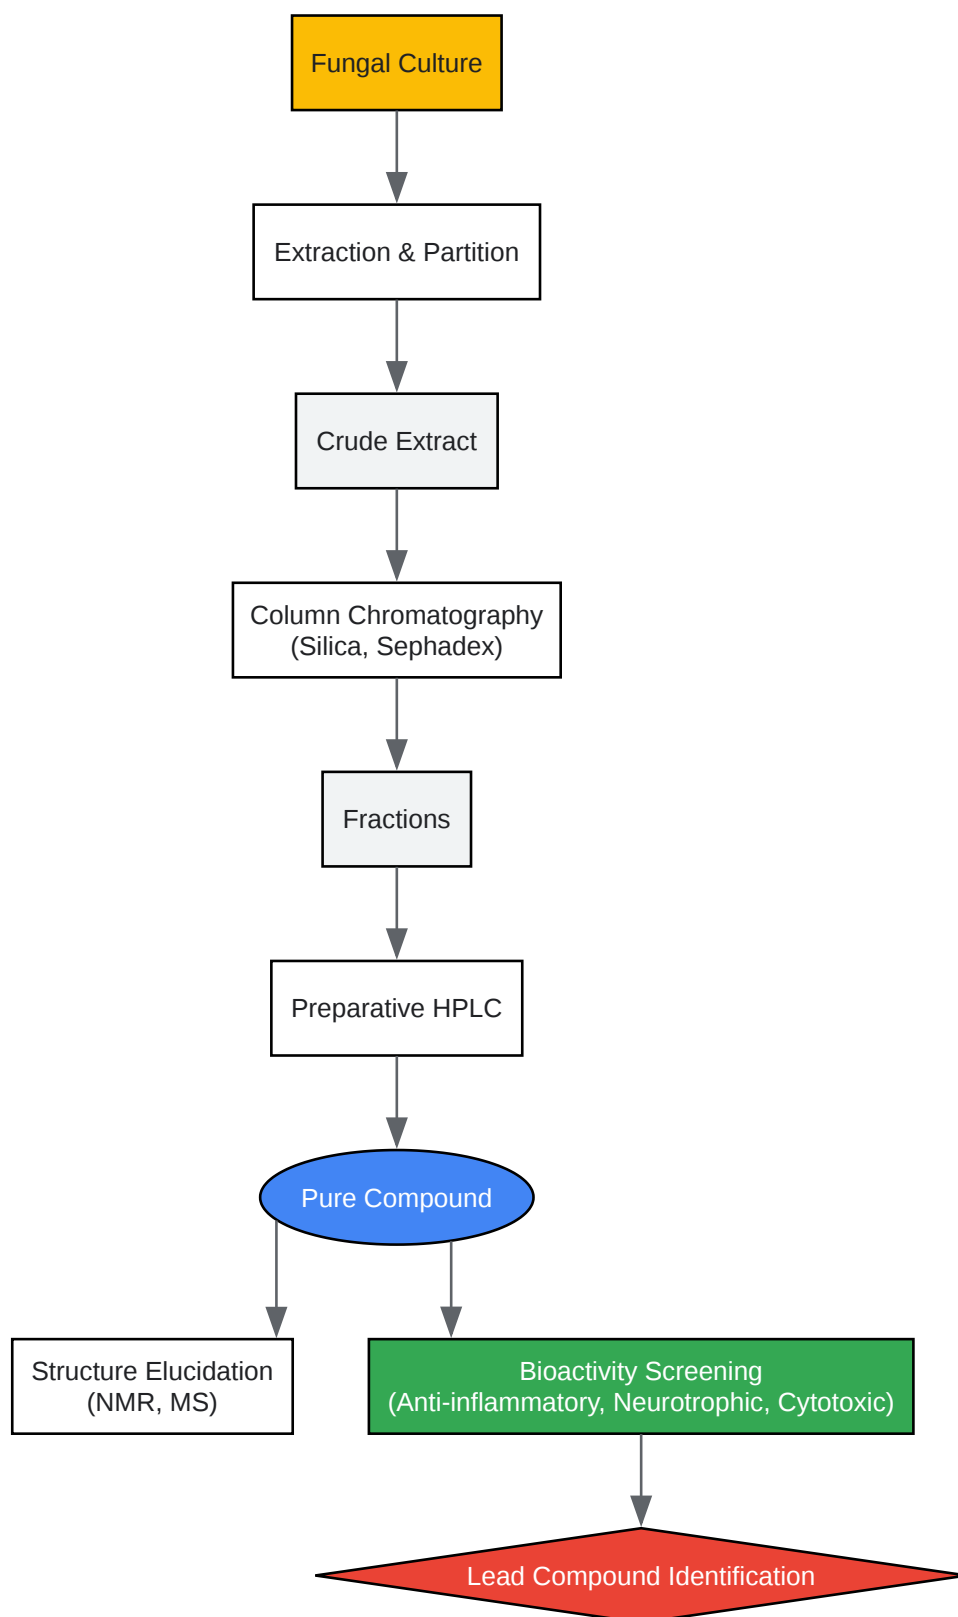 Fungal Culture
Extraction & Partition
Crude Extract
Column Chromatography
(Silica, Sephadex)
Fractions
Preparative HPLC
Pure Compound
Structure Elucidation
(NMR, MS)
Bioactivity Screening
(Anti-inflammatory, Neurotrophic, Cytotoxic)
Lead Compound Identification